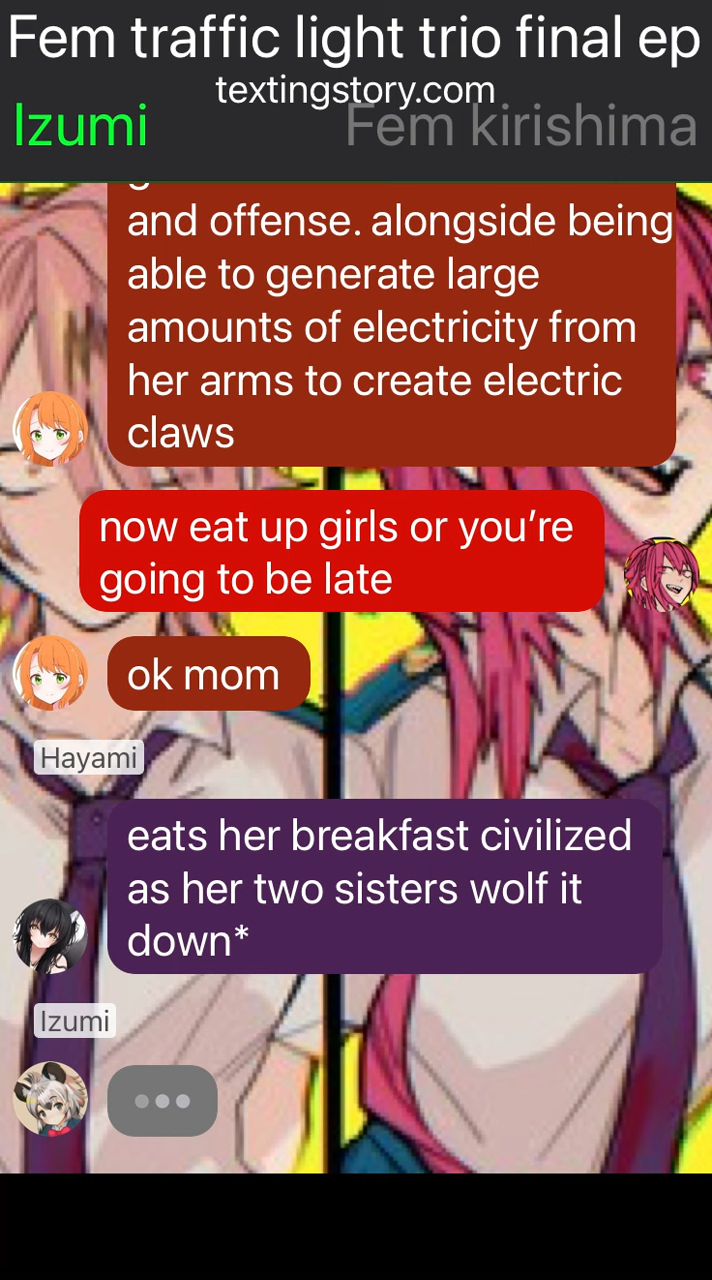 Fem traffic light trio final ep
textingstory.com
Izumi
Fem kirishima
and offense. alongside being
able to generate large
amounts of electricity from
her arms to create electric
claws
now eat up girls or you’re
going to be late
ok mom
Hayami
eats her breakfast civilized
as her two sisters wolf it
down*
Izumi